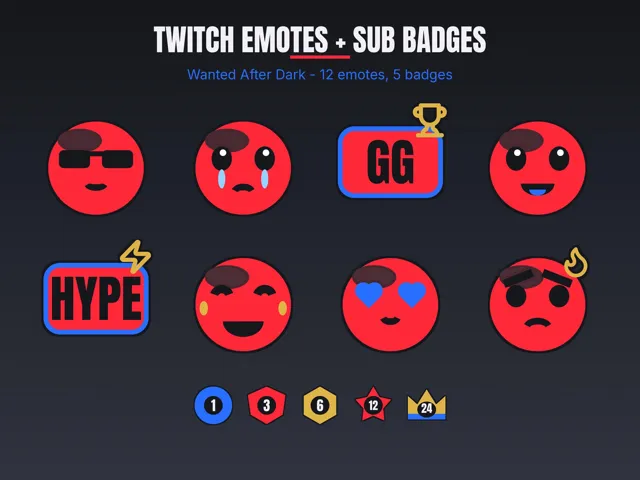 TWITCH EMOTES + SUB BADGES
Wanted After Dark - 12 emotes, 5 badges
GG
HYPE
1 3 6 12 24